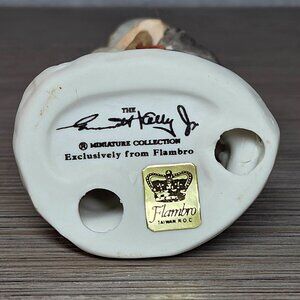 THE
Emmett Kelly Jr.
® MINIATURE COLLECTION
Exclusively from Flambro
Flambro
TAIWAN R.O.C.